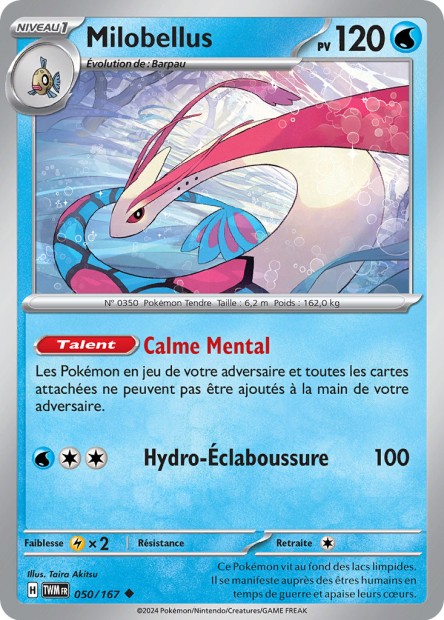 NIVEAU 1
Milobellus
PV 120
Évolution de : Barpau
N° 0350 Pokémon Tendre Taille : 6,2 m Poids : 162,0 kg
Talent Calme Mental
Les Pokémon en jeu de votre adversaire et toutes les cartes
attachées ne peuvent pas être ajoutés à la main de votre
adversaire.
Hydro-Éclaboussure 100
Faiblesse ×2 Résistance Retraite
Illus. Taira Akitsu
H TWM FR 050/167
Ce Pokémon vit au fond des lacs limpides.
Il se manifeste auprès des êtres humains en
temps de guerre et apaise leurs cœurs.
©2024 Pokémon/Nintendo/Creatures/GAME FREAK